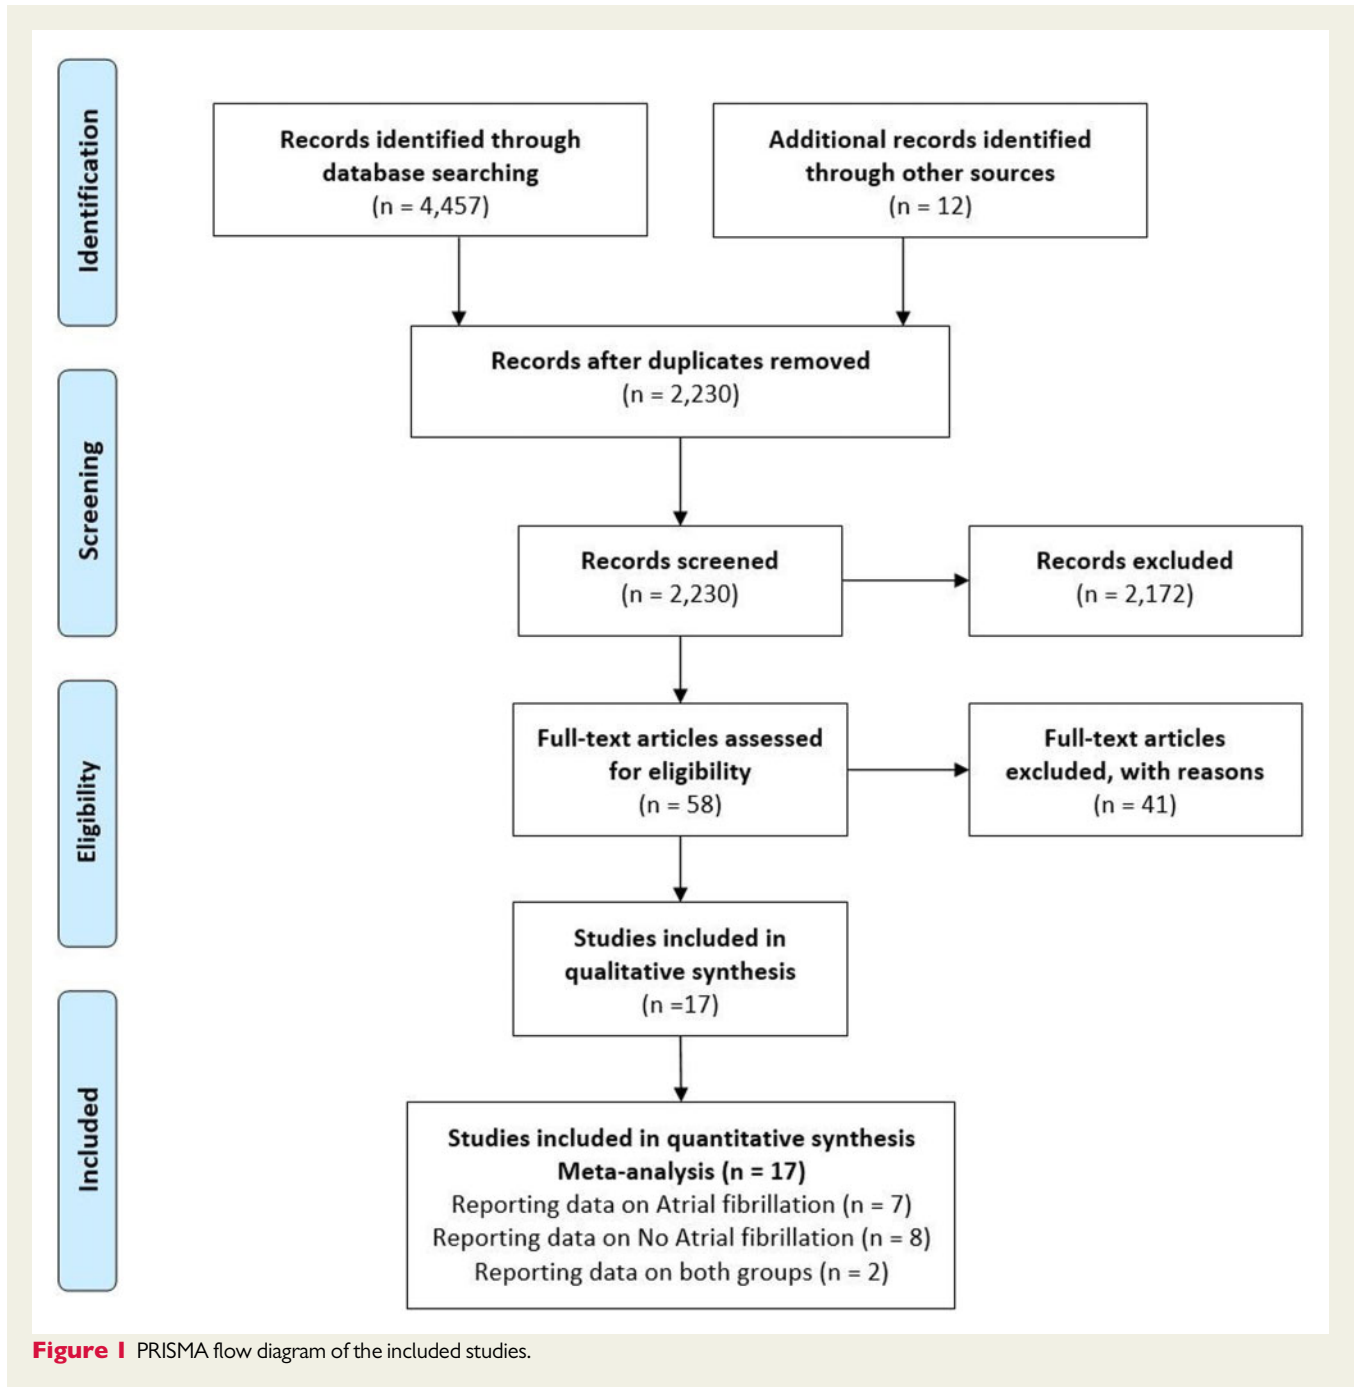 Identification
Records identified through
database searching
(n = 4,457)
Additional records identified
through other sources
(n = 12)
Records after duplicates removed
(n = 2,230)
Screening
Records screened
(n = 2,230)
Records excluded
(n = 2,172)
Eligibility
Full-text articles assessed
for eligibility
(n = 58)
Full-text articles
excluded, with reasons
(n = 41)
Studies included in
qualitative synthesis
(n =17)
Included
Studies included in quantitative synthesis
Meta-analysis (n = 17)
Reporting data on Atrial fibrillation (n = 7)
Reporting data on No Atrial fibrillation (n = 8)
Reporting data on both groups (n = 2)
Figure 1 PRISMA flow diagram of the included studies.